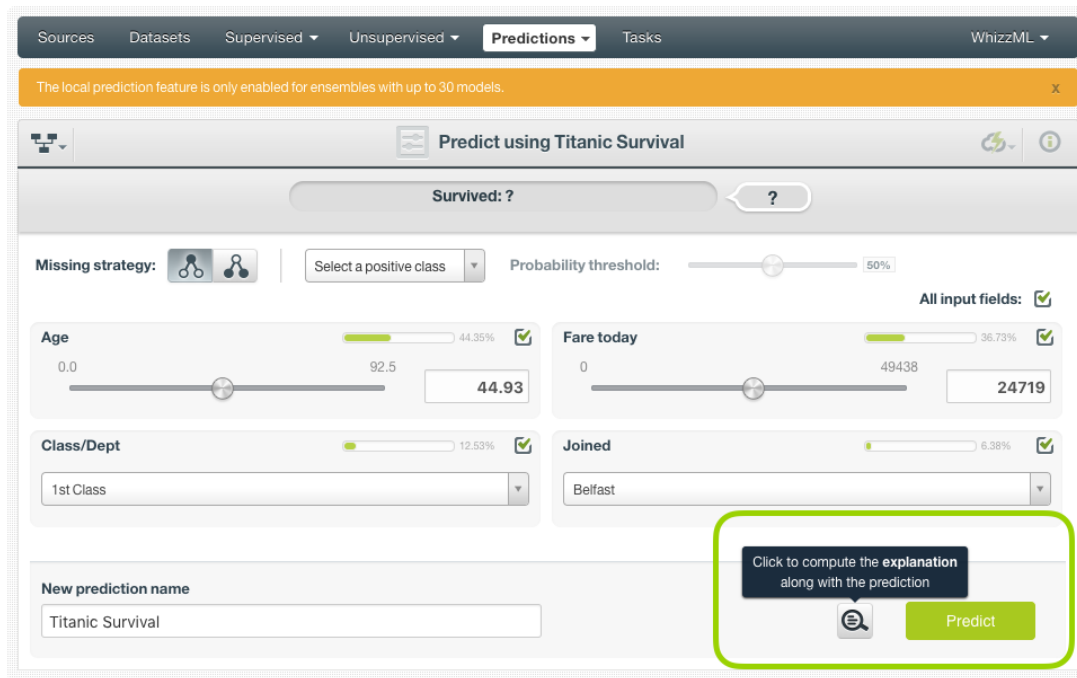 Sources Datasets Supervised Unsupervised Predictions Tasks WhizzML
The local prediction feature is only enabled for ensembles with up to 30 models. x
Predict using Titanic Survival
Survived: ? ?
Missing strategy: Select a positive class Probability threshold: 50%
All input fields:
Age 44.35% Fare today 36.73%
0.0 92.5 0 49438
44.93 24719
Class/Dept 12.53% Joined 6.38%
1st Class Belfast
Click to compute the explanation
along with the prediction
New prediction name
Titanic Survival Predict